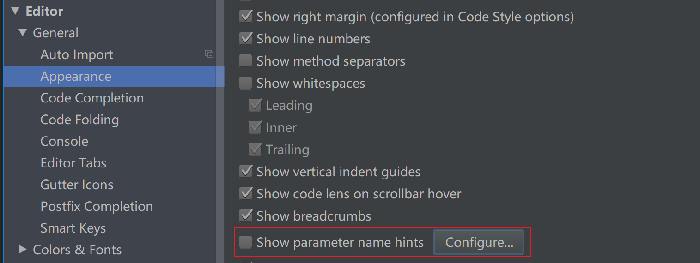 Editor
General
Auto Import
Appearance
Code Completion
Code Folding
Console
Editor Tabs
Gutter Icons
Postfix Completion
Smart Keys
Colors & Fonts
Show right margin (configured in Code Style options)
Show line numbers
Show method separators
Show whitespaces
Leading
Inner
Trailing
Show vertical indent guides
Show code lens on scrollbar hover
Show breadcrumbs
Show parameter name hints Configure...